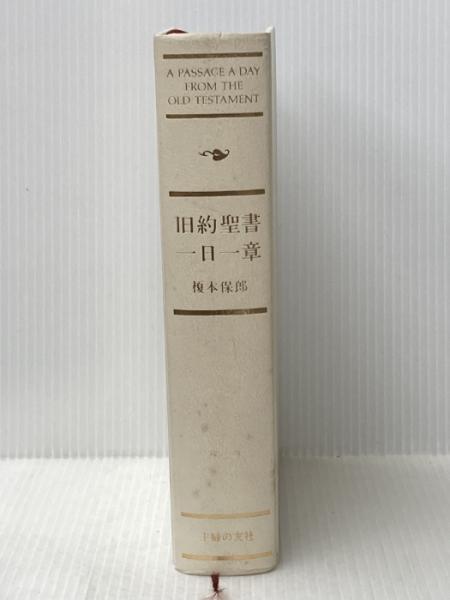 A PASSAGE A DAY
FROM THE
OLD TESTAMENT
旧約聖書
一日一章
榎本保郎
主婦の友社